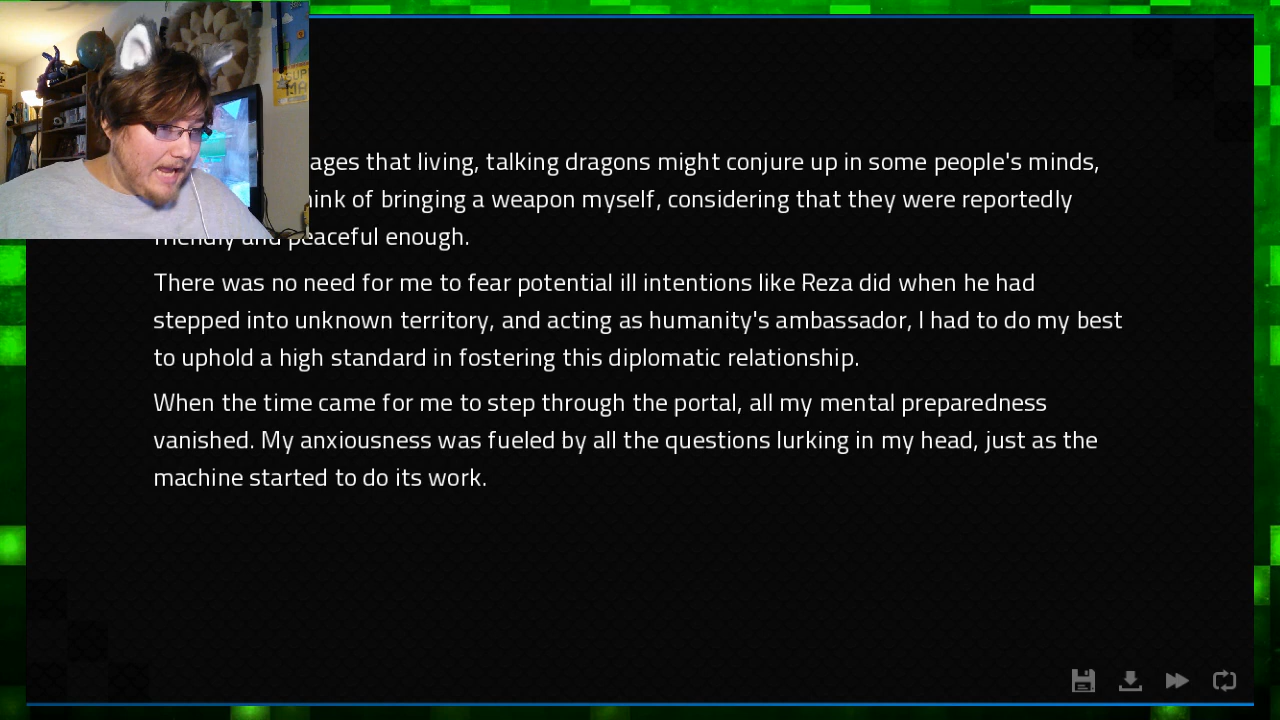 SUP
MA
ages that living, talking dragons might conjure up in some people's minds,
ink of bringing a weapon myself, considering that they were reportedly
friendly and peaceful enough.
There was no need for me to fear potential ill intentions like Reza did when he had
stepped into unknown territory, and acting as humanity's ambassador, I had to do my best
to uphold a high standard in fostering this diplomatic relationship.
When the time came for me to step through the portal, all my mental preparedness
vanished. My anxiousness was fueled by all the questions lurking in my head, just as the
machine started to do its work.